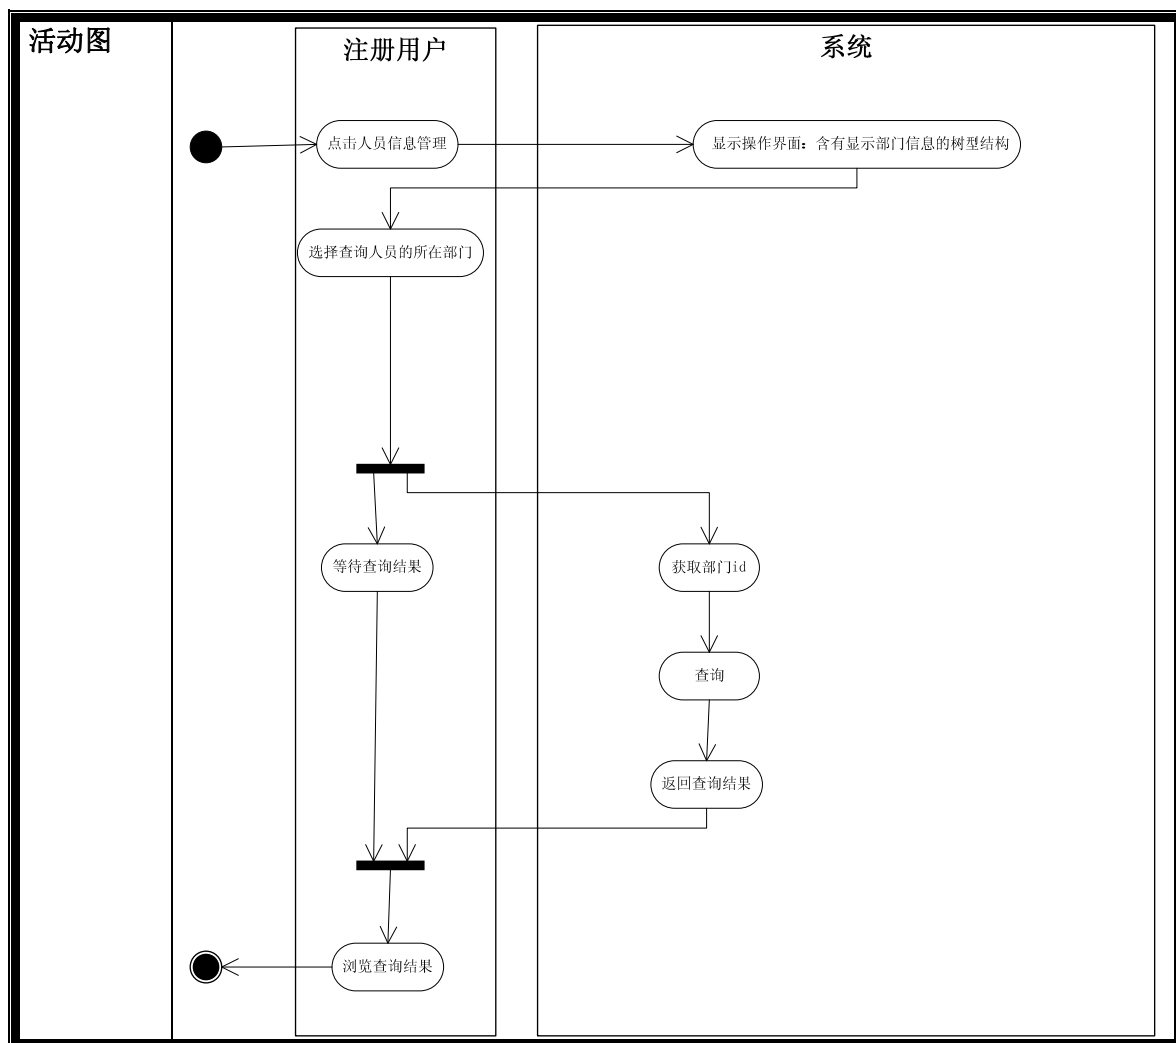 活动图
注册用户
系统
点击人员信息管理
显示操作界面：含有显示部门信息的树型结构
选择查询人员的所在部门
等待查询结果
获取部门id
查询
返回查询结果
浏览查询结果